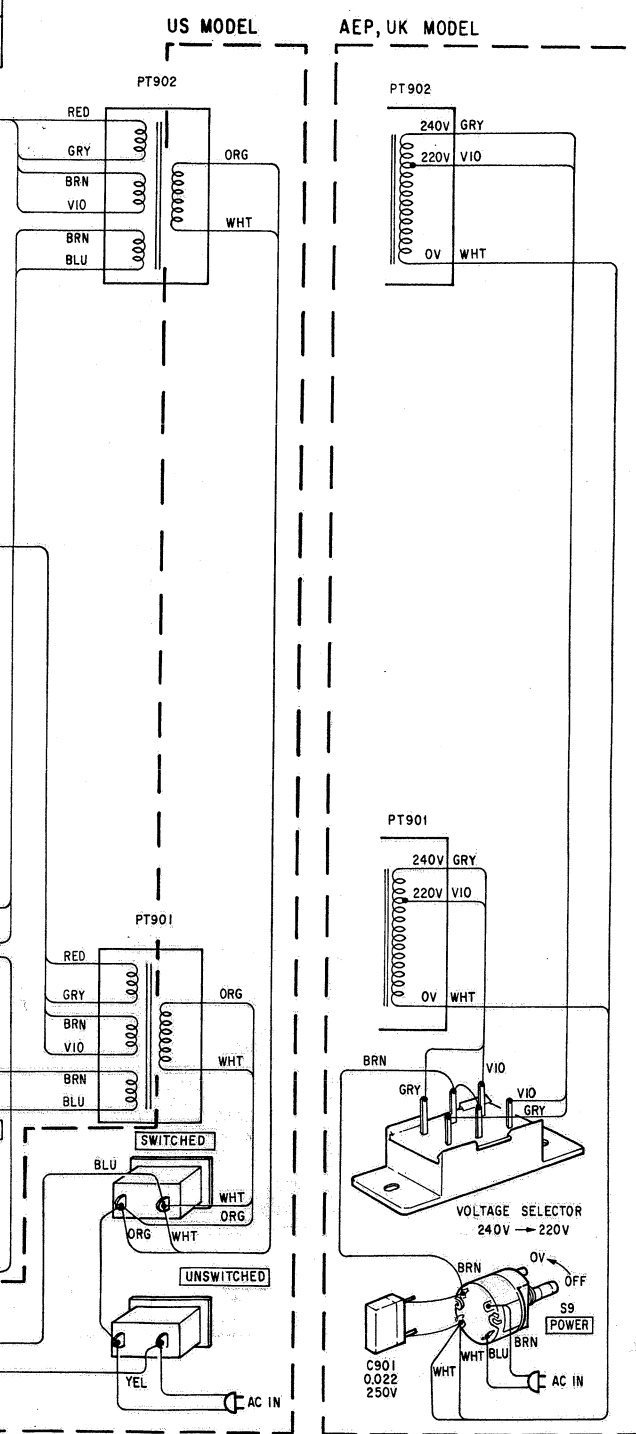 US MODEL
PT902
RED
GRY
BRN
VIO
BRN
BLU
ORG
WHT
PT901
RED
GRY
BRN
VIO
BRN
BLU
ORG
WHT
SWITCHED
BLU
WHT
ORG
ORG
WHT
UNSWITCHED
YEL
AC IN
AEP, UK MODEL
PT902
240V GRY
220V VIO
0V WHT
PT901
240V GRY
220V VIO
0V WHT
BRN
GRY
VIO
VIO
GRY
VOLTAGE SELECTOR
240V → 220V
BRN
0V
OFF
S9
POWER
C901
0.022
250V
WHT
WHT
BLU
BRN
AC IN